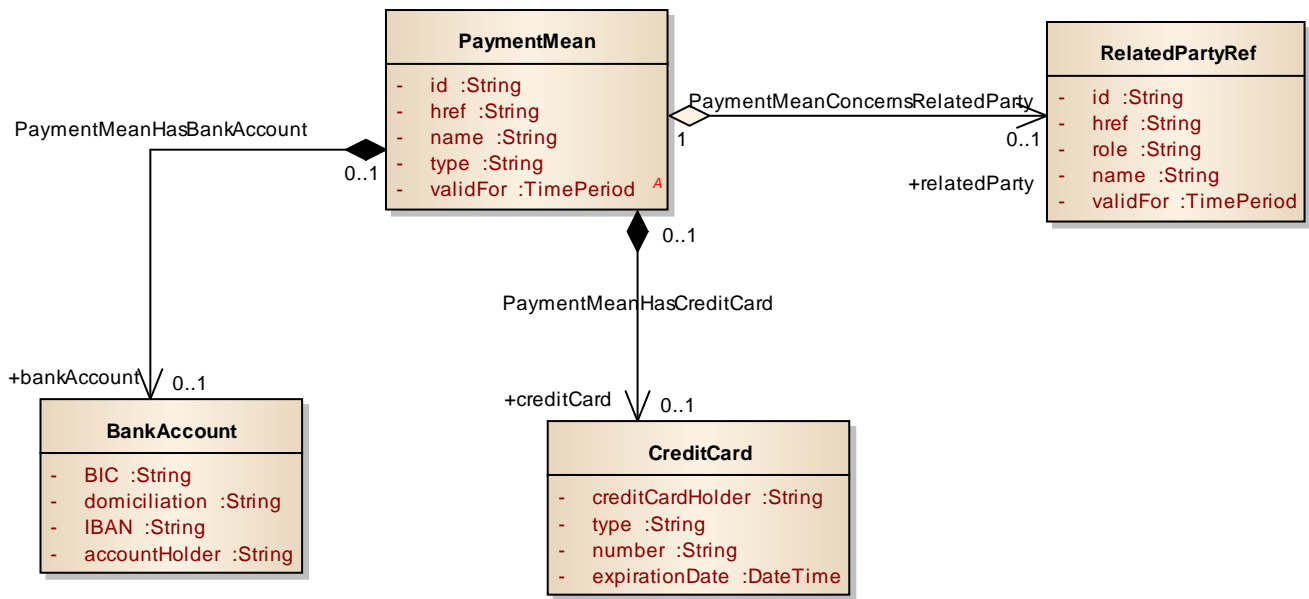 PaymentMean
- id :String
- href :String
- name :String
- type :String
- validFor :TimePeriod
A
RelatedPartyRef
- id :String
- href :String
- role :String
- name :String
- validFor :TimePeriod
PaymentMeanConcernsRelatedParty
1
0..1
+relatedParty
PaymentMeanHasBankAccount
0..1
+bankAccount
0..1
0..1
PaymentMeanHasCreditCard
+creditCard
0..1
BankAccount
- BIC :String
- domiciliation :String
- IBAN :String
- accountHolder :String
CreditCard
- creditCardHolder :String
- type :String
- number :String
- expirationDate :DateTime